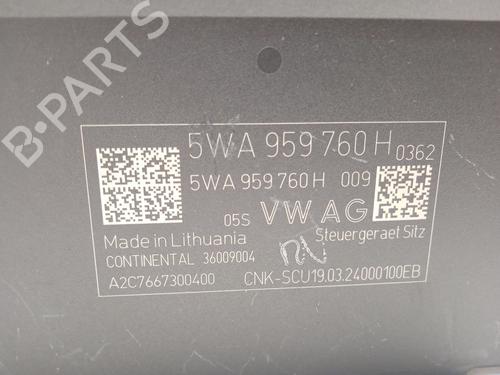 5WA 959 760 H 0362
5WA 959 760 H 009
05S VW AG
Made in Lithuania Steuergeraet Sitz
CONTINENTAL 36009004
A2C7667300400 CNK-SCU19.03.24000100EB
B-PARTS